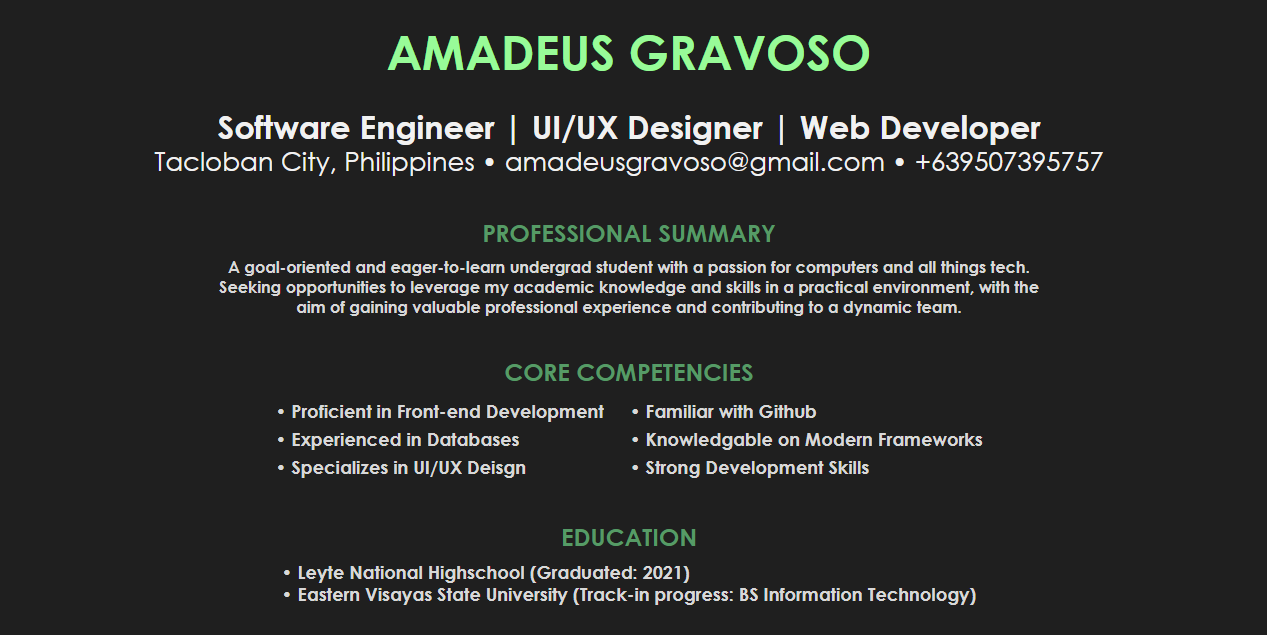 AMADEUS GRAVOSO
Software Engineer | UI/UX Designer | Web Developer
Tacloban City, Philippines • amadeusgravoso@gmail.com • +639507395757
PROFESSIONAL SUMMARY
A goal-oriented and eager-to-learn undergrad student with a passion for computers and all things tech.
Seeking opportunities to leverage my academic knowledge and skills in a practical environment, with the
aim of gaining valuable professional experience and contributing to a dynamic team.
CORE COMPETENCIES
• Proficient in Front-end Development
• Experienced in Databases
• Specializes in UI/UX Deisgn
• Familiar with Github
• Knowledgable on Modern Frameworks
• Strong Development Skills
EDUCATION
• Leyte National Highschool (Graduated: 2021)
• Eastern Visayas State University (Track-in progress: BS Information Technology)